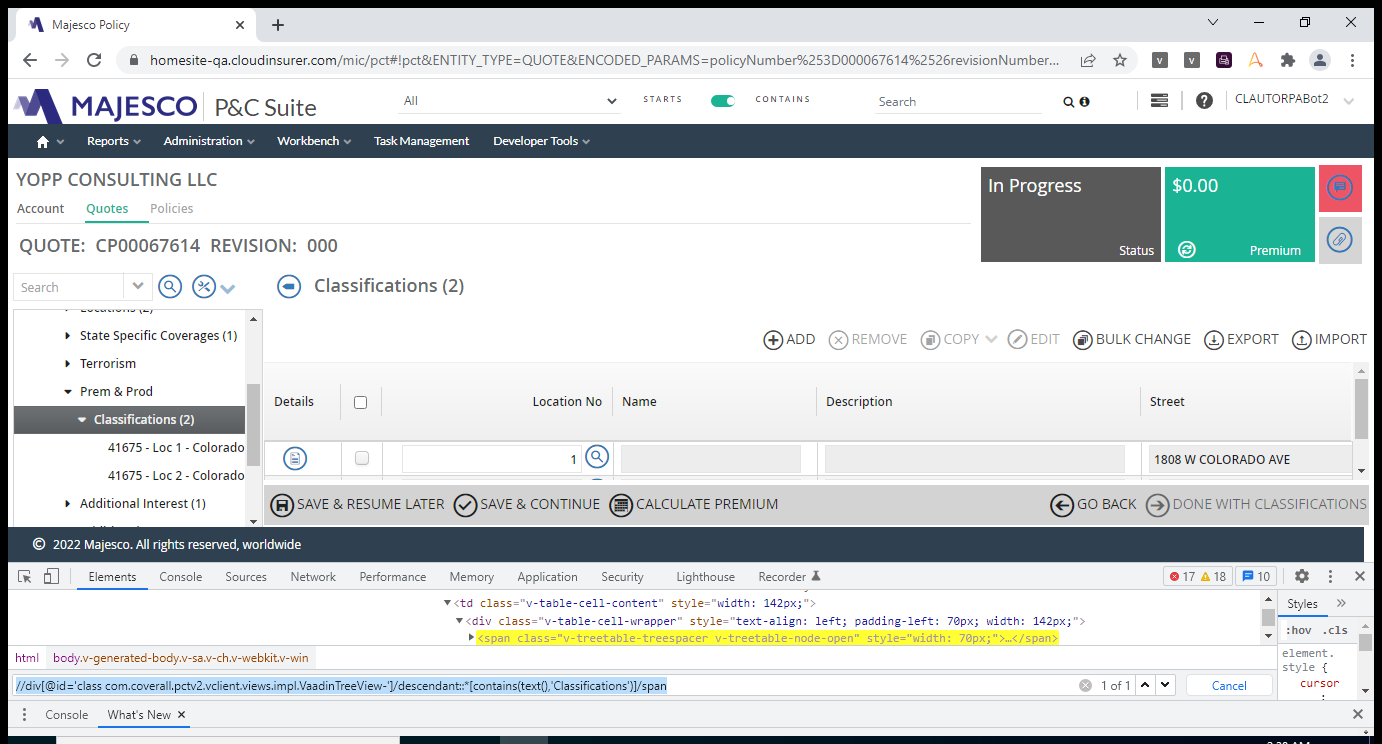 Majesco Policy
homesite-qa.cloudinsurer.com/mic/pct#!pct&ENTITY_TYPE=QUOTE&ENCODED_PARAMS=policyNumber%253D000067614%2526revisionNumber...
MAJESCO P&C Suite
All
STARTS
CONTAINS
Search
CLAUTORPABot2
Reports
Administration
Workbench
Task Management
Developer Tools
YOPP CONSULTING LLC
Account
Quotes
Policies
In Progress
Status
$0.00
Premium
QUOTE: CP00067614 REVISION: 000
Search
Classifications (2)
Locations (2)
State Specific Coverages (1)
Terrorism
Prem & Prod
Classifications (2)
41675 - Loc 1 - Colorado
41675 - Loc 2 - Colorado
Additional Interest (1)
ADD
REMOVE
COPY
EDIT
BULK CHANGE
EXPORT
IMPORT
Details
Location No
Name
Description
Street
1
1808 W COLORADO AVE
SAVE & RESUME LATER
SAVE & CONTINUE
CALCULATE PREMIUM
GO BACK
DONE WITH CLASSIFICATIONS
© 2022 Majesco. All rights reserved, worldwide
Elements
Console
Sources
Network
Performance
Memory
Application
Security
Lighthouse
Recorder
17
18
10
<td class="v-table-cell-content" style="width: 142px;">
<div class="v-table-cell-wrapper" style="text-align: left; padding-left: 70px; width: 142px;">
<span class="v-treetable-treespacer v-treetable-node-open" style="width: 70px;">…</span>
Styles
:hov .cls
element.
style {
cursor
html
body.v-generated-body.v-sa.v-ch.v-webkit.v-win
//div[@id='class com.coverall.pctv2.vclient.views.impl.VaadinTreeView-']/descendant::*[contains(text(),'Classifications')]/span
1 of 1
Cancel
Console
What's New